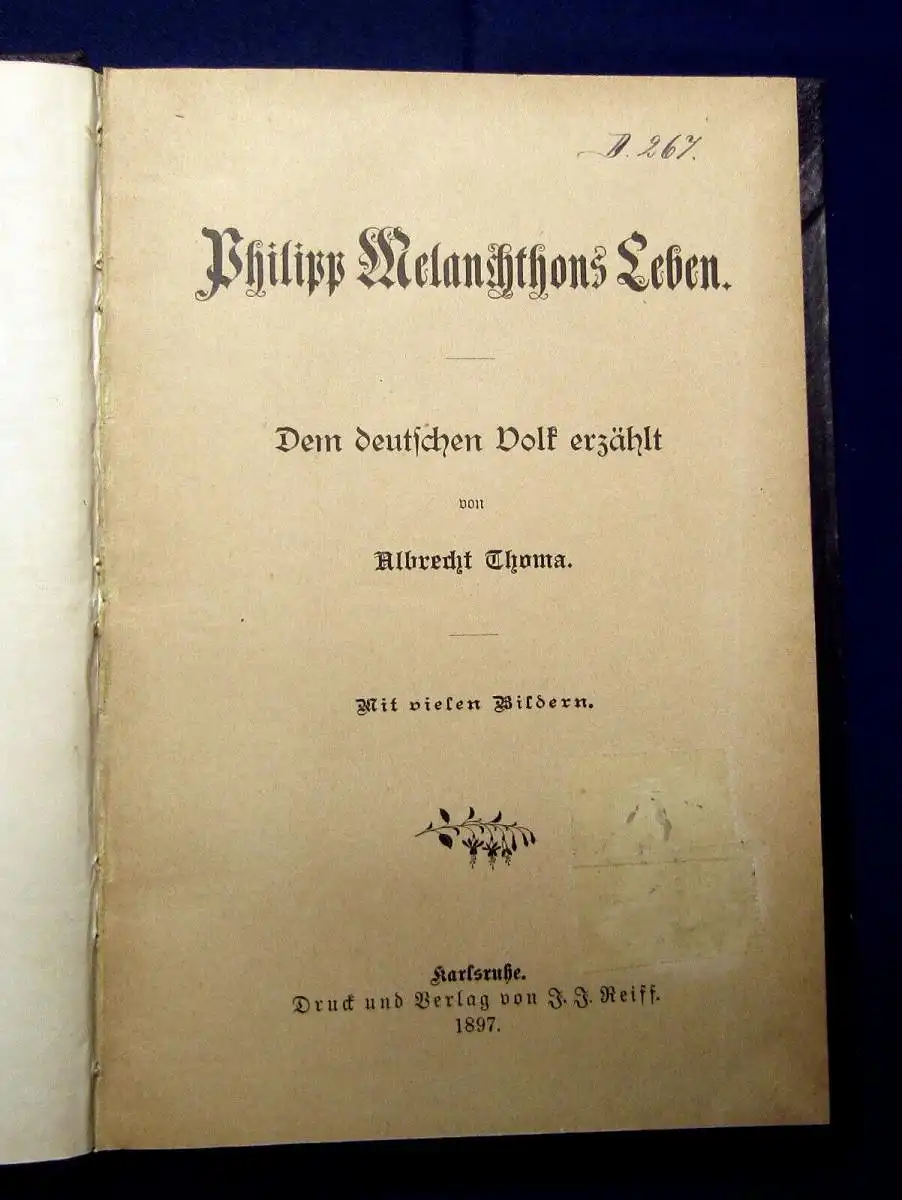 D. 267.
Philipp Melanchthons Leben.
Dem deutschen Volk erzählt
von
Albrecht Thoma.
Mit vielen Bildern.
Karlsruhe.
Druck und Verlag von J. J. Reiff.
1897.